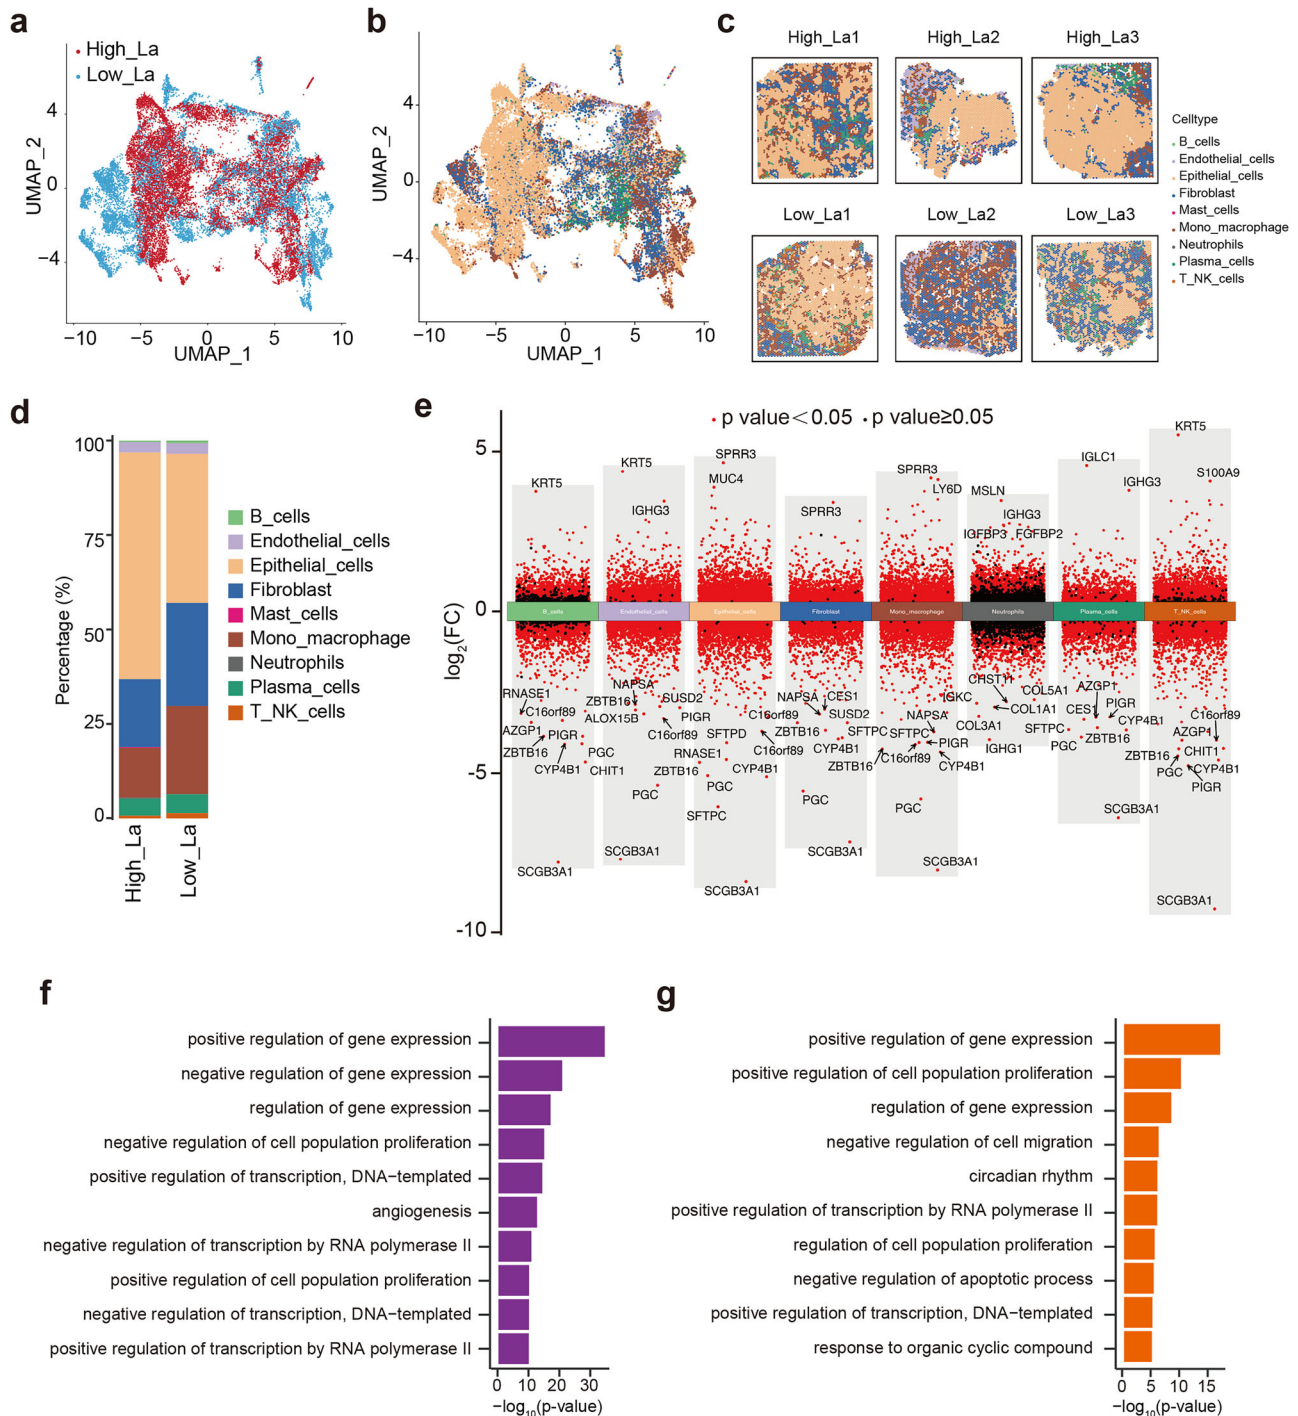 a
High_La
Low_La
UMAP_2
4
0
−4
−10
−5
0
5
10
UMAP_1
b
UMAP_2
4
0
−4
−10
−5
0
5
10
UMAP_1
c
High_La1
High_La2
High_La3
Low_La1
Low_La2
Low_La3
Celltype
B_cells
Endothelial_cells
Epithelial_cells
Fibroblast
Mast_cells
Mono_macrophage
Neutrophils
Plasma_cells
T_NK_cells
d
Percentage (%)
100
75
50
25
0
High_La
Low_La
B_cells
Endothelial_cells
Epithelial_cells
Fibroblast
Mast_cells
Mono_macrophage
Neutrophils
Plasma_cells
T_NK_cells
e
p value<0.05
p value≥0.05
log2(FC)
5
0
-5
-10
KRT5
B_cells
RNASE1
C16orf89
AZGP1
PIGR
ZBTB16
PGC
CYP4B1
CHIT1
SCGB3A1
KRT5
IGHG3
Endothelial_cells
NAPSA
ZBTB16
SUSD2
ALOX15B
PIGR
C16orf89
ZBTB16
PGC
SCGB3A1
SPRR3
MUC4
Epithelial_cells
C16orf89
SFTPD
C16orf89
RNASE1
CYP4B1
PGC
SFTPC
SCGB3A1
SPRR3
Fibroblast
NAPSA
CES1
SUSD2
ZBTB16
SFTPC
CYP4B1
PGC
SCGB3A1
SPRR3
LY6D
Mono_macrophage
NAPSA
SFTPC
PIGR
ZBTB16
C16orf89
CYP4B1
PGC
SCGB3A1
MSLN
IGHG3
IGFBP3
FGFBP2
Neutrophils
CHST11
IGKC
COL5A1
COL1A1
COL3A1
IGHG1
IGLC1
IGHG3
Plasma_cells
AZGP1
PIGR
CES1
CYP4B1
SFTPC
ZBTB16
PGC
SCGB3A1
KRT5
S100A9
T_NK_cells
C16orf89
AZGP1
CHIT1
ZBTB16
CYP4B1
PGC
PIGR
SCGB3A1
f
positive regulation of gene expression
negative regulation of gene expression
regulation of gene expression
negative regulation of cell population proliferation
positive regulation of transcription, DNA−templated
angiogenesis
negative regulation of transcription by RNA polymerase II
positive regulation of cell population proliferation
negative regulation of transcription, DNA−templated
positive regulation of transcription by RNA polymerase II
0
10
20
30
−log10(p-value)
g
positive regulation of gene expression
positive regulation of cell population proliferation
regulation of gene expression
negative regulation of cell migration
circadian rhythm
positive regulation of transcription by RNA polymerase II
regulation of cell population proliferation
negative regulation of apoptotic process
positive regulation of transcription, DNA−templated
response to organic cyclic compound
0
5
10
15
−log10(p-value)